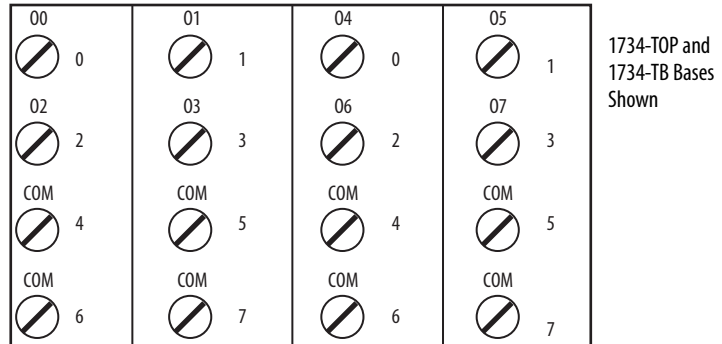 00 01 04 05
0 1 0 1
02 03 06 07
2 3 2 3
COM COM COM COM
4 5 4 5
COM COM COM COM
6 7 6 7
1734-TOP and
1734-TB Bases
Shown